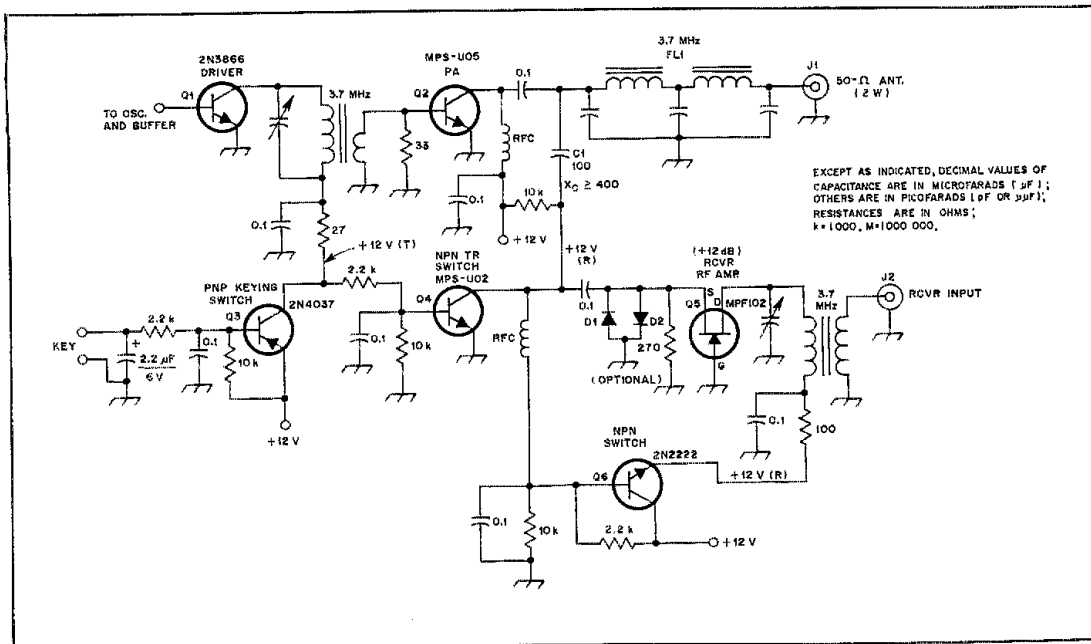 2N3866
DRIVER
Q1
TO OSC.
AND BUFFER
3.7 MHz
0.1
27
+12 V (T)
MPS-U05
PA
Q2
33
0.1
RFC
0.1
10 k
+12 V
C1
100
XC ≥ 400
+12 V
(R)
3.7 MHz
FL1
J1
50-Ω ANT.
(2 W)
EXCEPT AS INDICATED, DECIMAL VALUES OF
CAPACITANCE ARE IN MICROFARADS (µF);
OTHERS ARE IN PICOFARADS (pF OR µµF);
RESISTANCES ARE IN OHMS;
k=1000, M=1000 000.
PNP KEYING
SWITCH
2N4037
Q3
KEY
2.2 k
+
2.2 µF
6V
0.1
10 k
+12 V
2.2 k
NPN TR
SWITCH
MPS-U02
Q4
0.1
10 k
RFC
0.1
D1
D2
(OPTIONAL)
270
(+12 dB)
RCVR
RF AMP
Q5
S
D
MPF102
G
3.7
MHz
J2
RCVR INPUT
0.1
100
NPN
SWITCH
2N2222
Q6
+12 V (R)
0.1
10 k
2.2 k
+12 V